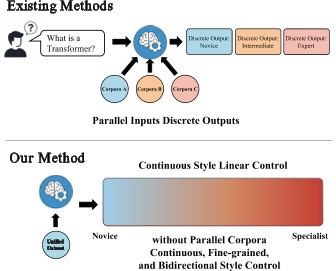 Existing Methods
?
What is a
Transformer?
Discrete Output:
Novice
Discrete Output:
Intermediate
Discrete Output:
Expert
Corpora A
Corpora B
Corpora C
Parallel Inputs Discrete Outputs
Our Method
Continuous Style Linear Control
Unified
Novice
Specialist
without Parallel Corpora
Continuous, Fine-grained,
and Bidirectional Style Control